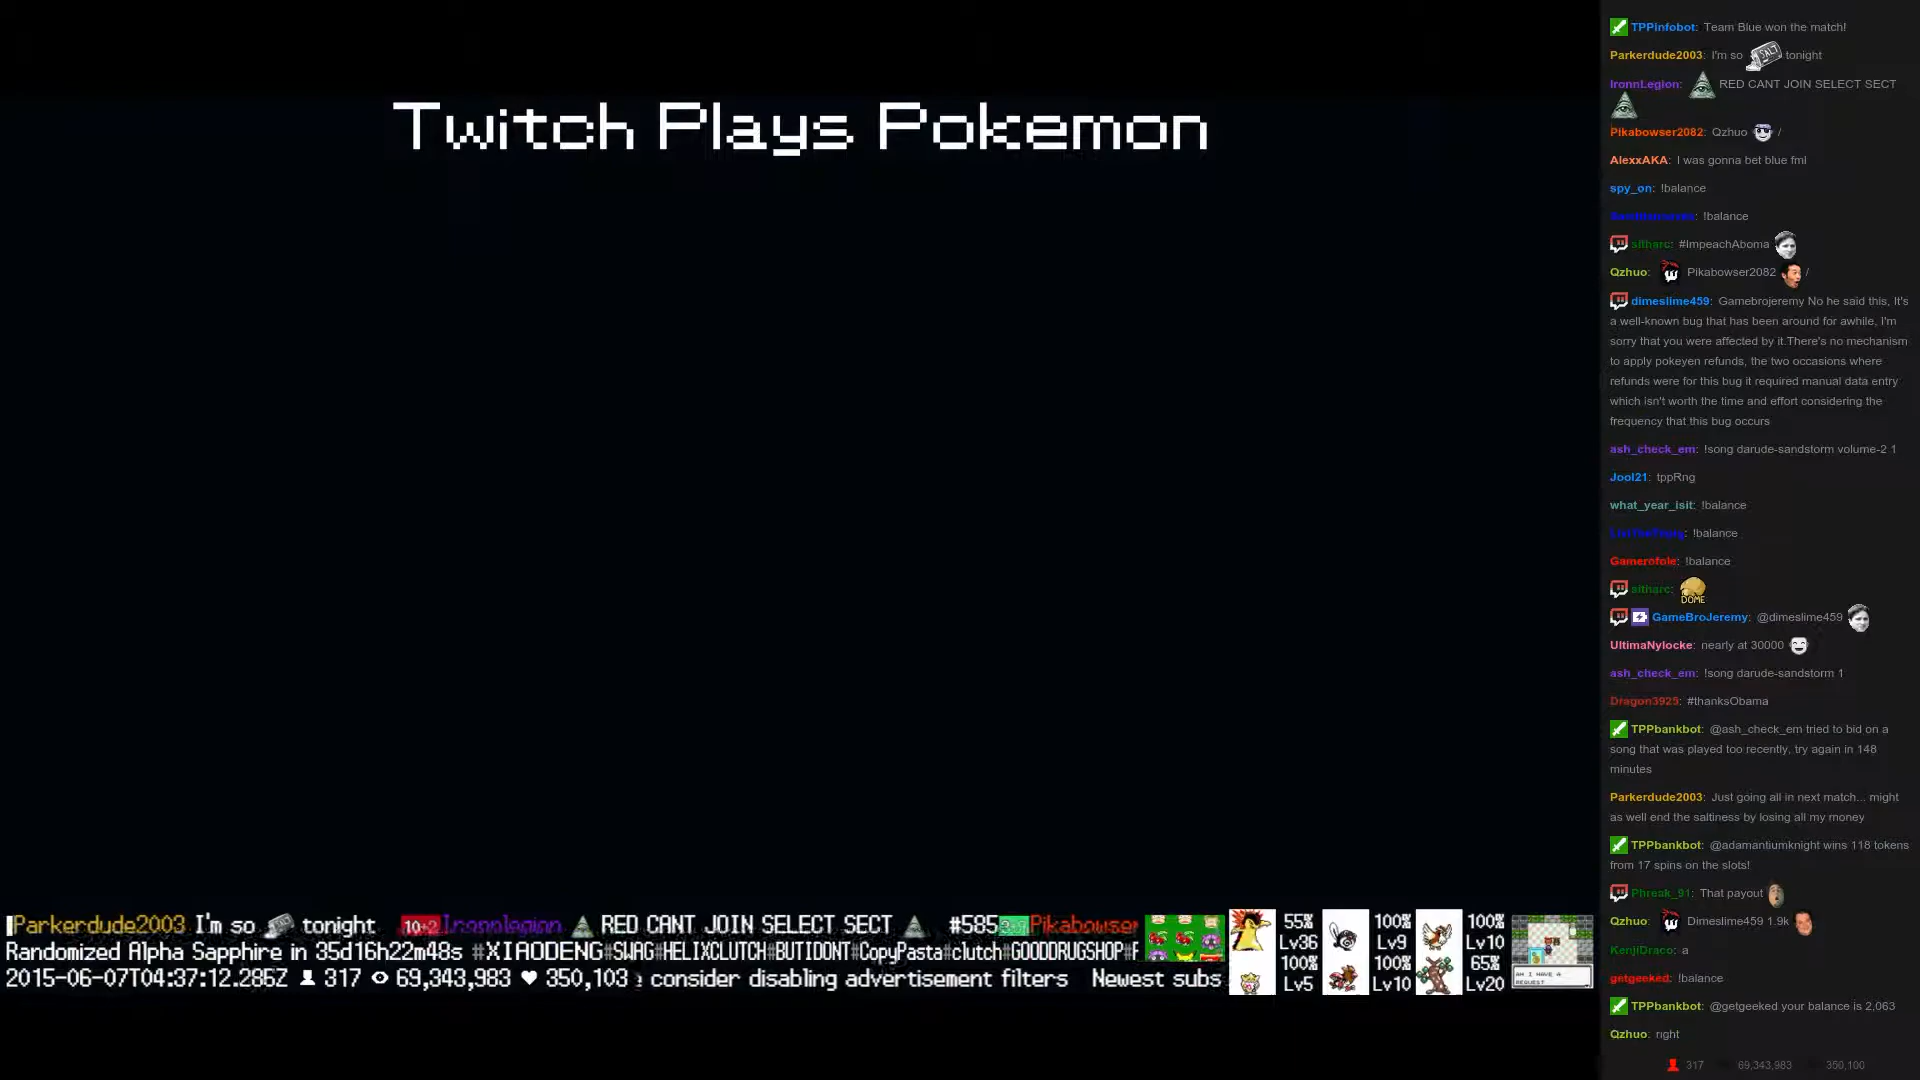 Twitch Plays Pokemon
Parkerdude2003 I'm so tonight 10+2 Ironnlegion RED CANT JOIN SELECT SECT #585 Pikabowser
Randomized Alpha Sapphire in 35d16h22m48s #XIAODENG#SWAG#HELIXCLUTCH#BUTIDONT#CopyPasta#clutch#GOODDRUGSHOP#F
2015-06-07T04:37:12.286Z 317 69,343,983 350,103 consider disabling advertisement filters Newest subs
55% 100% 100%
Lv36 Lv9 Lv10
100% 100% 65%
Lv5 Lv10 Lv20
AH I HAVE A
REQUEST
TPPinfobot: Team Blue won the match!
Parkerdude2003: I'm so SALT tonight
IronnLegion: RED CANT JOIN SELECT SECT
Pikabowser2082: Qzhuo /
AlexxAKA: I was gonna bet blue fml
spy_on: !balance
!balance
sitharc: #ImpeachAboma
Qzhuo: Pikabowser2082 /
dimeslime459: Gamebrojeremy No he said this, It's
a well-known bug that has been around for awhile, I'm
sorry that you were affected by it.There's no mechanism
to apply pokeyen refunds, the two occasions where
refunds were for this bug it required manual data entry
which isn't worth the time and effort considering the
frequency that this bug occurs
ash_check_em: !song darude-sandstorm volume-2 1
Jool21: tppRng
what_year_isit: !balance
!balance
Gamerofole: !balance
sitharc: DOME
GameBroJeremy: @dimeslime459
UltimaNylocke: nearly at 30000
ash_check_em: !song darude-sandstorm 1
Dragon3925: #thanksObama
TPPbankbot: @ash_check_em tried to bid on a
song that was played too recently, try again in 148
minutes
Parkerdude2003: Just going all in next match... might
as well end the saltiness by losing all my money
TPPbankbot: @adamantiumknight wins 118 tokens
from 17 spins on the slots!
Phreak_91: That payout
Qzhuo: Dimeslime459 1.9k
KenjiDraco: a
getgeeked: !balance
TPPbankbot: @getgeeked your balance is 2,063
Qzhuo: right
317 69,343,983 350,100